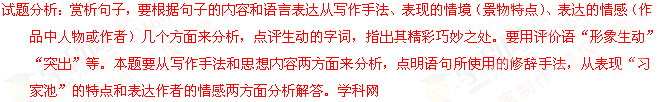 试题分析：赏析句子，要根据句子的内容和语言表达从写作手法、表现的情境（景物特点）、表达的情感（作
品中人物或作者）几个方面来分析，点评生动的字词，指出其精彩巧妙之处。要用评价语“形象生动”
“突出”等。本题要从写作手法和思想内容两方面来分析，点明语句所使用的修辞手法，从表现“习
家池”的特点和表达作者的情感两方面分析解答。学科网